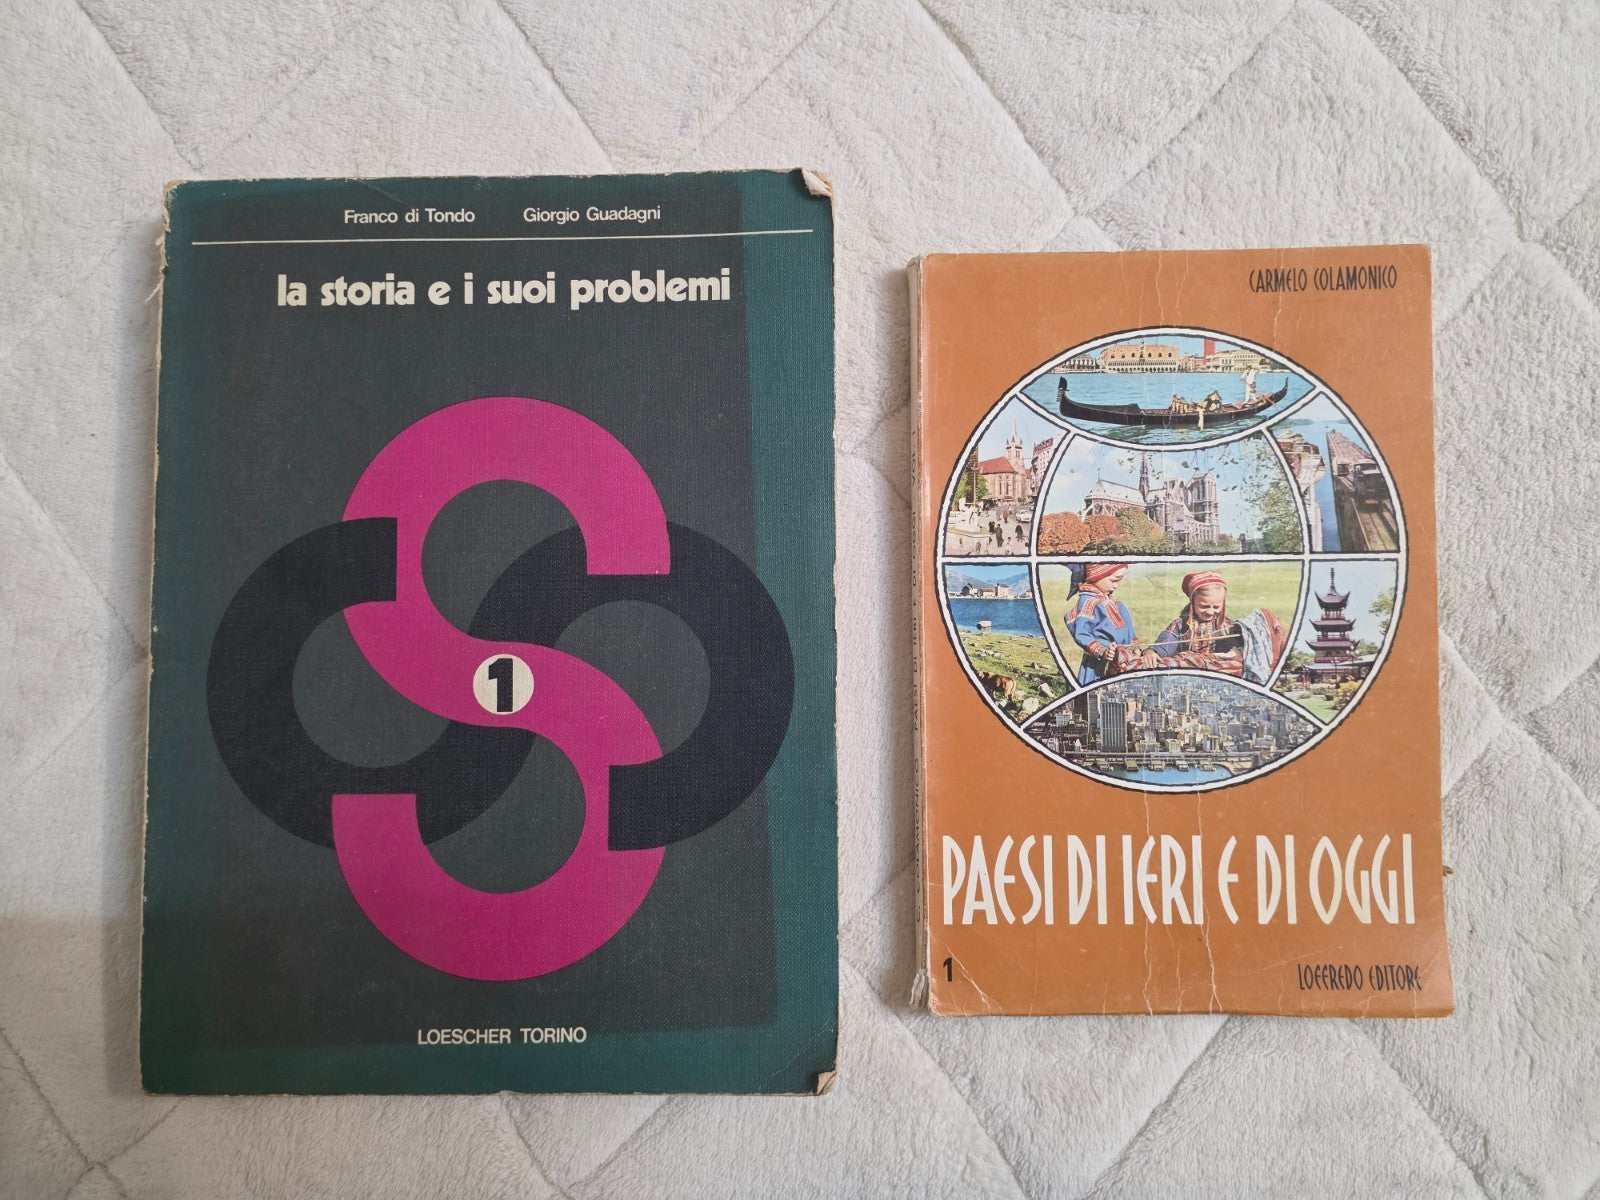 Franco di Tondo Giorgio Guadagni
la storia e i suoi problemi
1
LOESCHER TORINO
CARMELO COLAMONICO
PAESI DI IERI E DI OGGI
1
LOFFREDO EDITORE